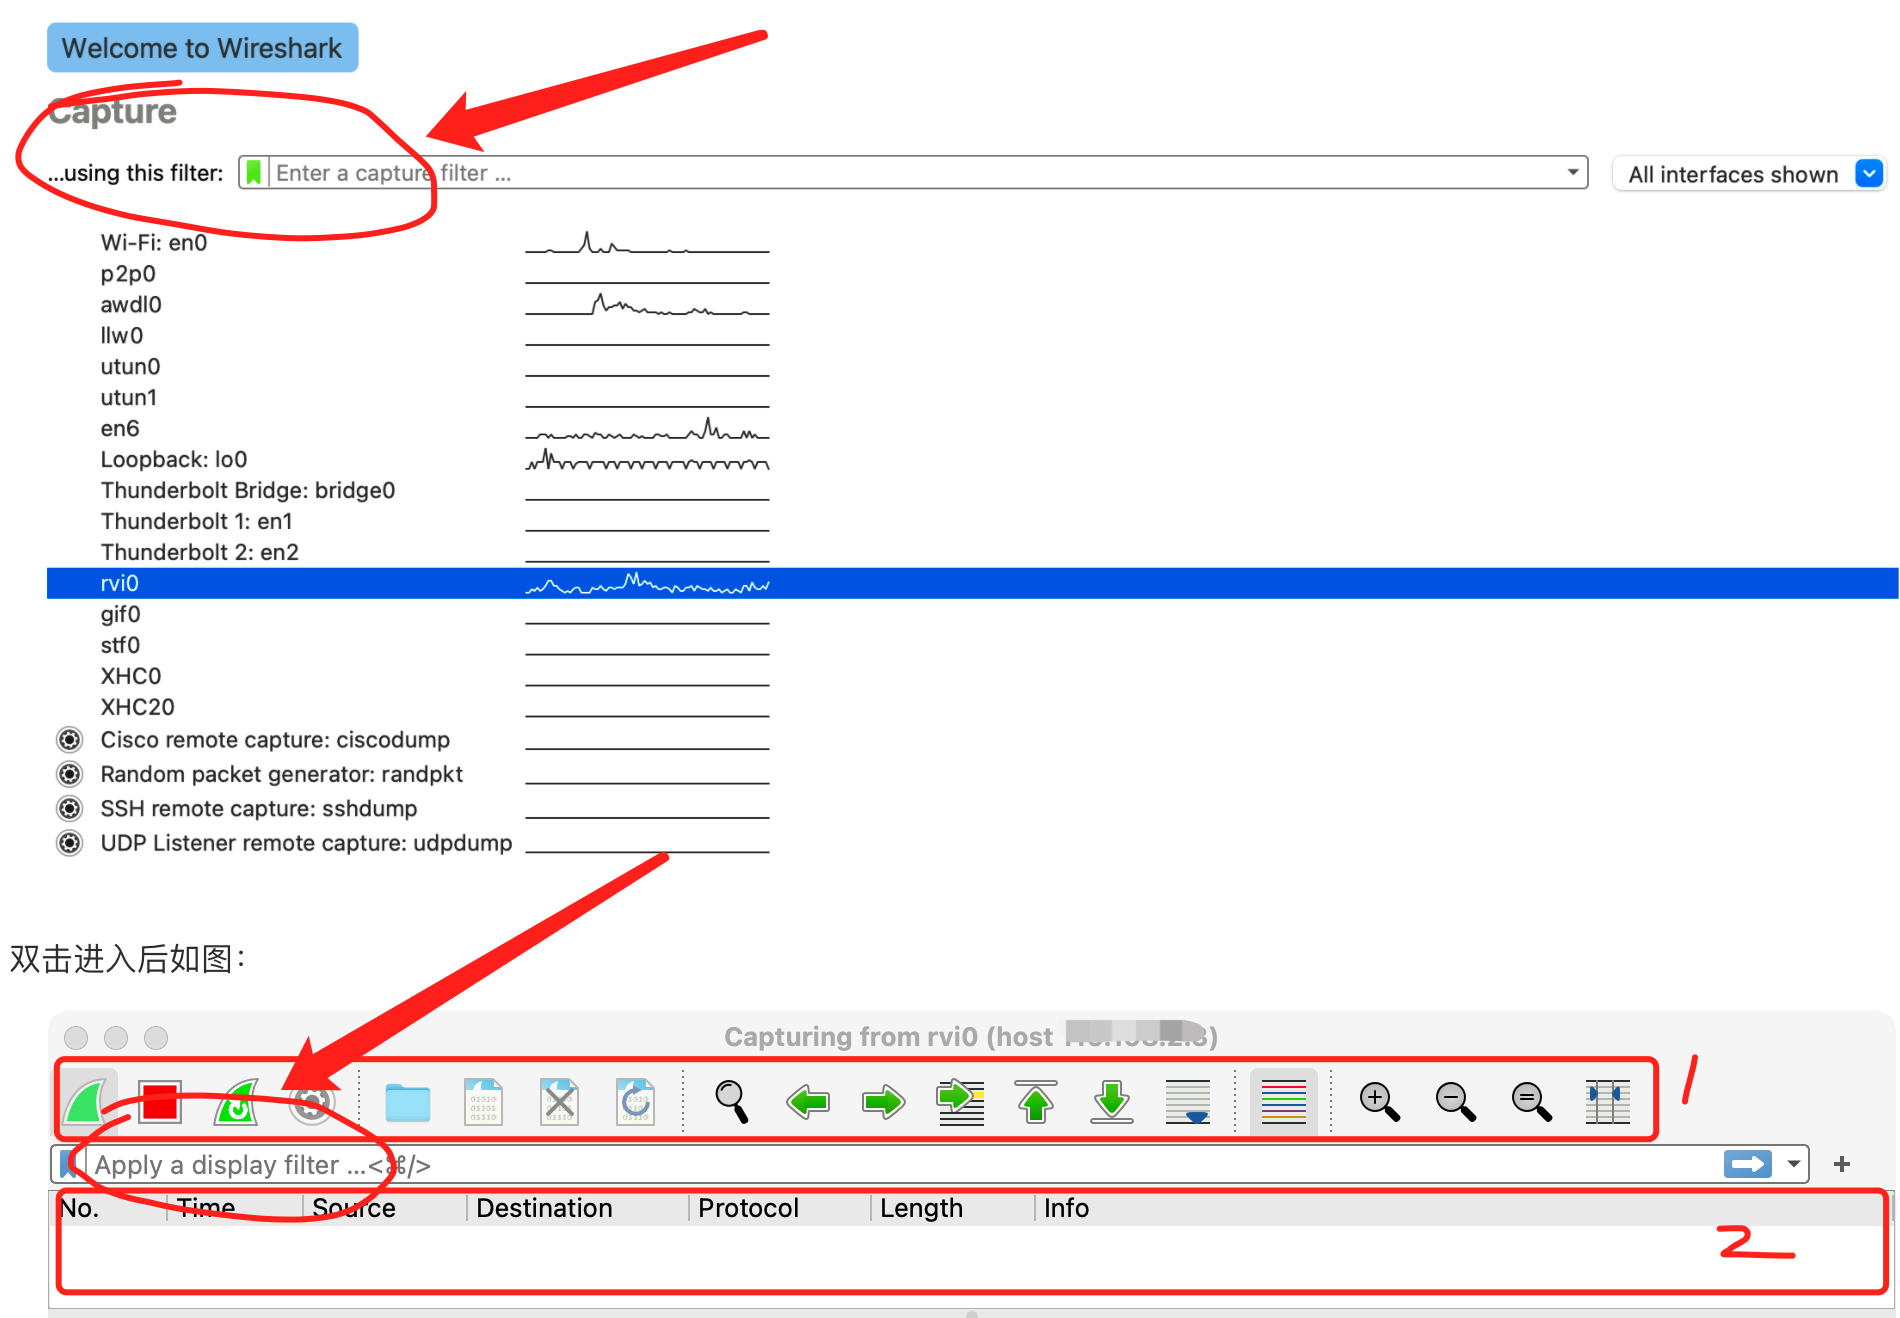 Welcome to Wireshark
Capture
...using this filter: Enter a capture filter ... All interfaces shown
Wi-Fi: en0
p2p0
awdl0
llw0
utun0
utun1
en6
Loopback: lo0
Thunderbolt Bridge: bridge0
Thunderbolt 1: en1
Thunderbolt 2: en2
rvi0
gif0
stf0
XHC0
XHC20
Cisco remote capture: ciscodump
Random packet generator: randpkt
SSH remote capture: sshdump
UDP Listener remote capture: udpdump
双击进入后如图：
Capturing from rvi0 (host )
1
Apply a display filter ...<⌘/> +
No. Time Source Destination Protocol Length Info
2